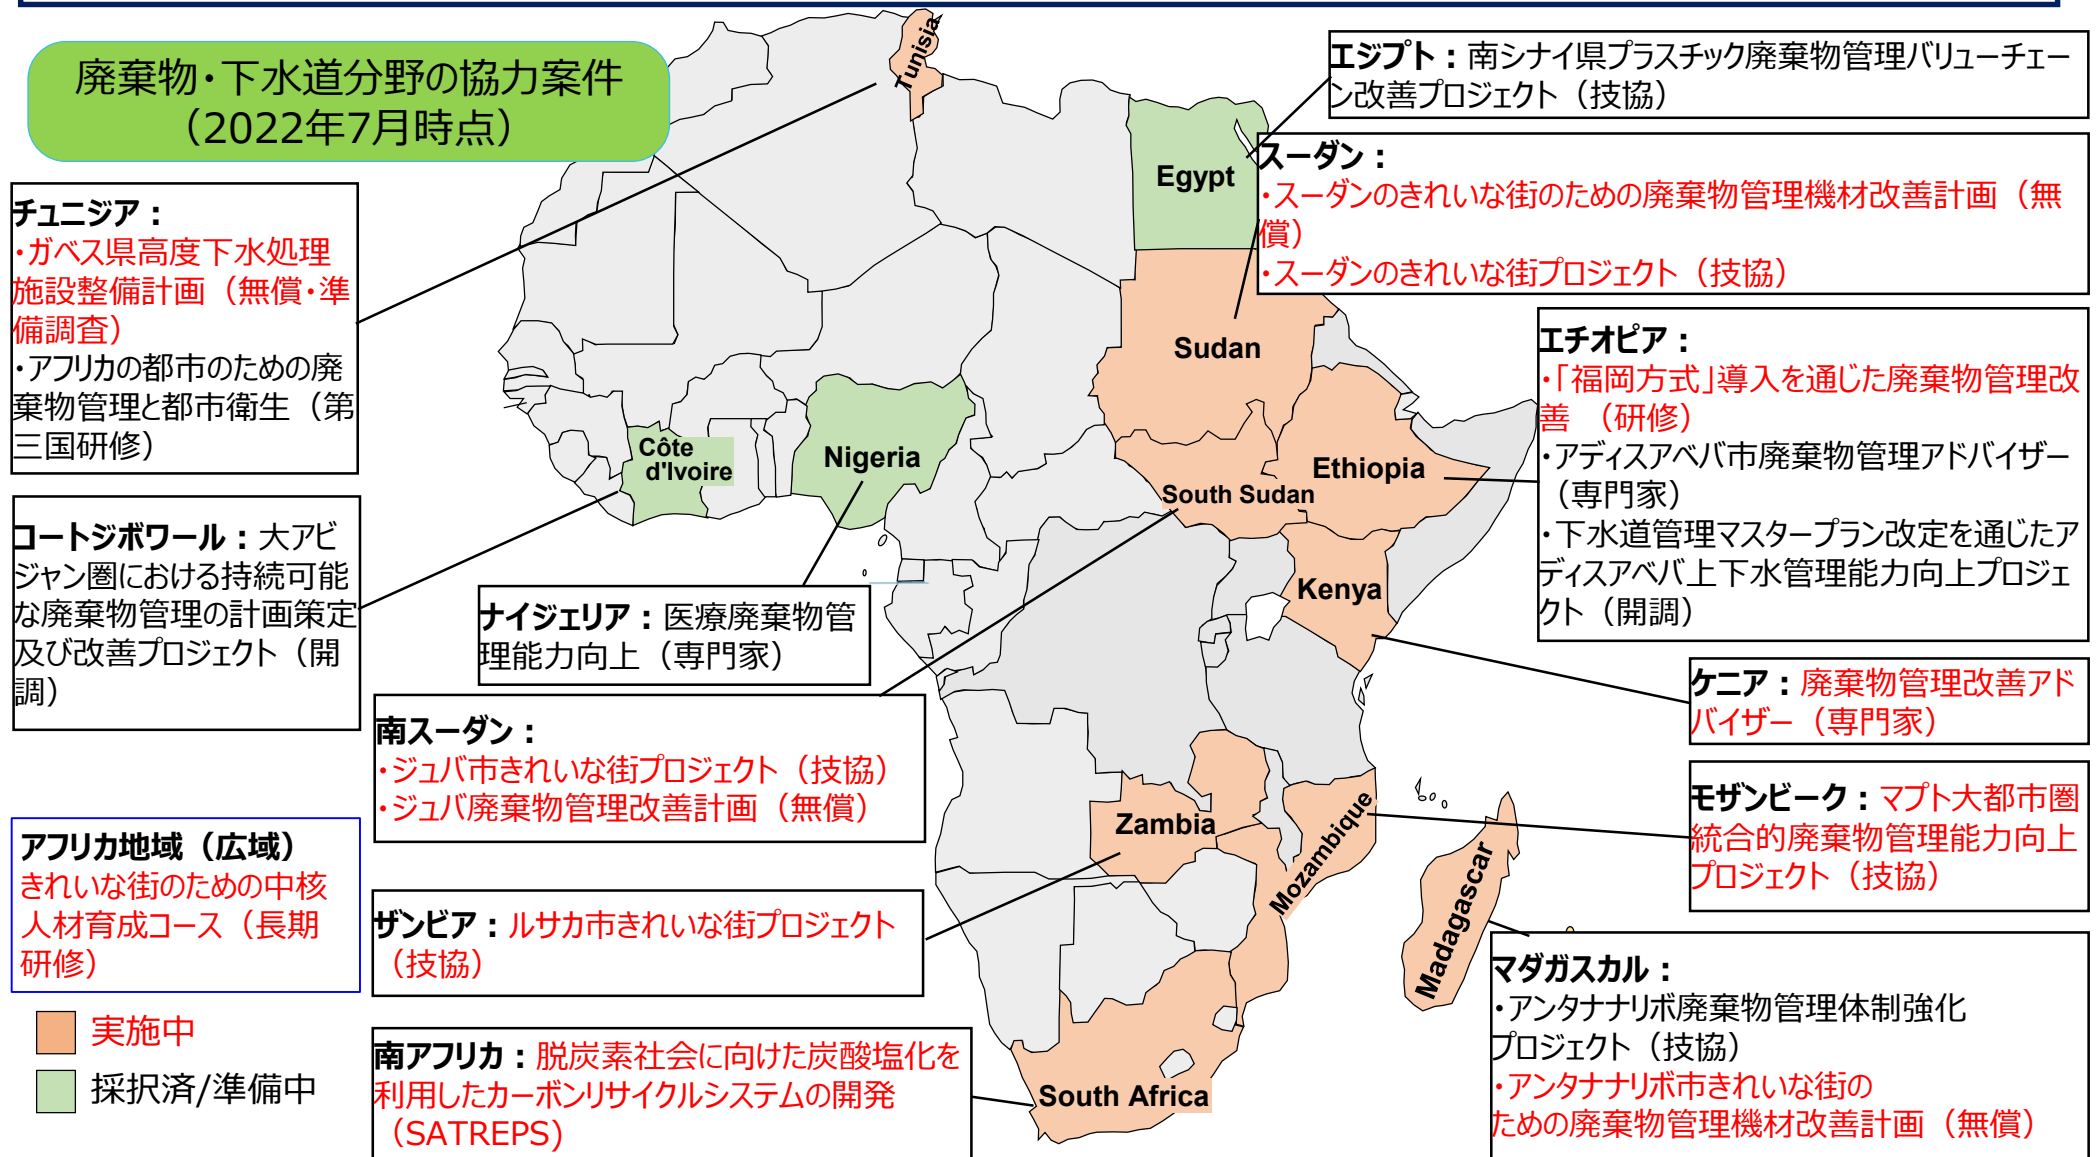 廃棄物・下水道分野の協力案件
（2022年7月時点）
チュニジア：
・ガベス県高度下水処理
施設整備計画（無償・準
備調査）
・アフリカの都市のための廃
棄物管理と都市衛生（第
三国研修）
コートジボワール：大アビ
ジャン圏における持続可能
な廃棄物管理の計画策定
及び改善プロジェクト（開
調）
アフリカ地域（広域）
きれいな街のための中核
人材育成コース（長期
研修）
実施中
採択済/準備中
ナイジェリア：医療廃棄物管
理能力向上（専門家）
南スーダン：
・ジュバ市きれいな街プロジェクト（技協）
・ジュバ廃棄物管理改善計画（無償）
ザンビア：ルサカ市きれいな街プロジェクト
（技協）
南アフリカ：脱炭素社会に向けた炭酸塩化を
利用したカーボンリサイクルシステムの開発
（SATREPS）
Tunisia
Egypt
Sudan
Côte
d'Ivoire
Nigeria
Ethiopia
South Sudan
Kenya
Zambia
Mozambique
Madagascar
South Africa
エジプト：南シナイ県プラスチック廃棄物管理バリューチェー
ン改善プロジェクト（技協）
スーダン：
・スーダンのきれいな街のための廃棄物管理機材改善計画（無
償）
・スーダンのきれいな街プロジェクト（技協）
エチオピア：
・「福岡方式」導入を通じた廃棄物管理改
善 （研修）
・アディスアベバ市廃棄物管理アドバイザー
（専門家）
・下水道管理マスタープラン改定を通じたア
ディスアベバ上下水管理能力向上プロジェ
クト（開調）
ケニア：廃棄物管理改善アド
バイザー（専門家）
モザンビーク：マプト大都市圏
統合的廃棄物管理能力向上
プロジェクト（技協）
マダガスカル：
・アンタナナリボ廃棄物管理体制強化
プロジェクト（技協）
・アンタナナリボ市きれいな街の
ための廃棄物管理機材改善計画（無償）